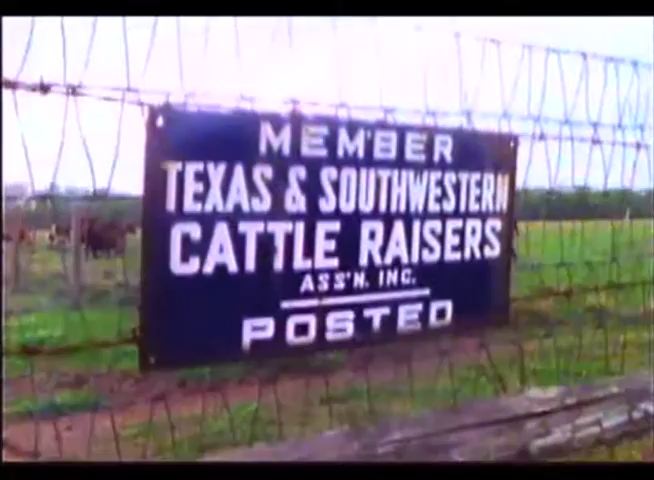 MEMBER
TEXAS & SOUTHWESTERN
CATTLE RAISERS
ASS'N. INC.
POSTED